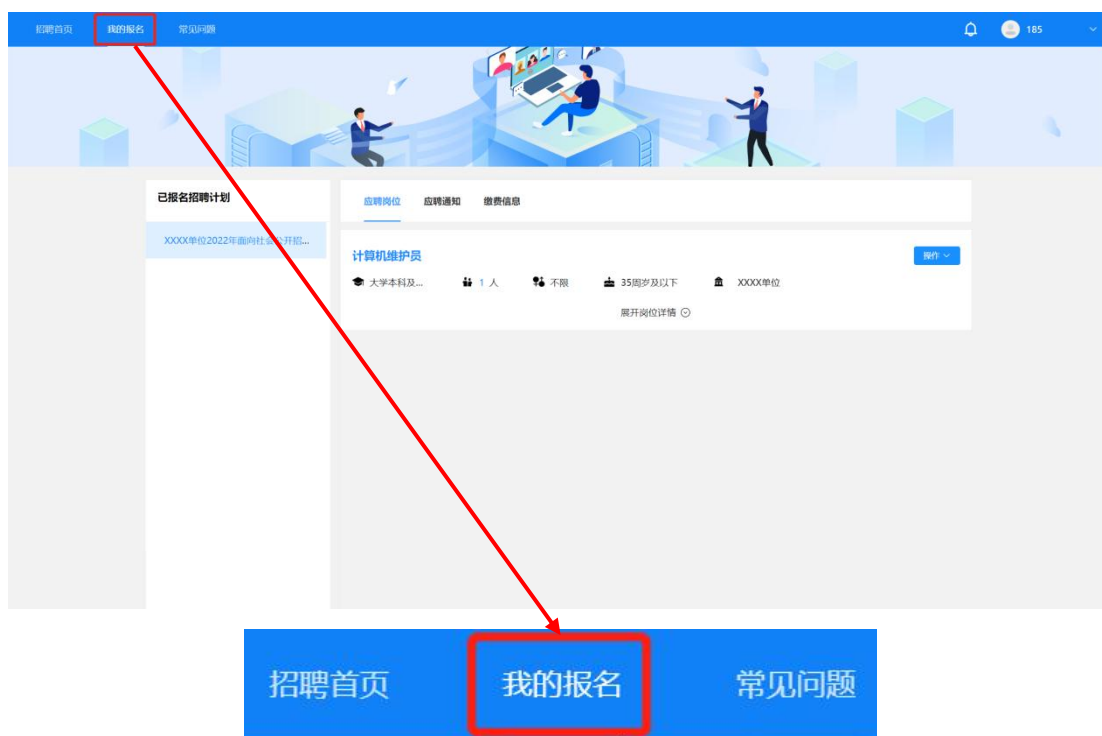 招聘首页 我的报名 常见问题 185
已报名招聘计划
XXXX单位2022年面向社会公开招...
应聘岗位 应聘通知 缴费信息
计算机维护员 操作
大学本科及... 1 人 不限 35周岁及以下 XXXX单位
展开岗位详情
招聘首页 我的报名 常见问题